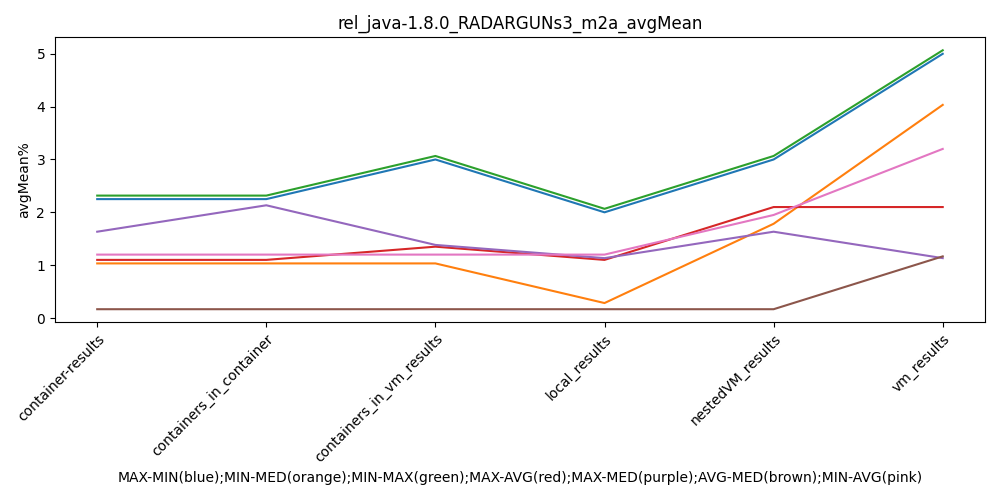 rel_java-1.8.0_RADARGUNs3_m2a_avgMean
avgMean%
5
4
3
2
1
0
container-results
containers_in_container
containers_in_vm_results
local_results
nestedVM_results
vm_results
MAX-MIN(blue);MIN-MED(orange);MIN-MAX(green);MAX-AVG(red);MAX-MED(purple);AVG-MED(brown);MIN-AVG(pink)